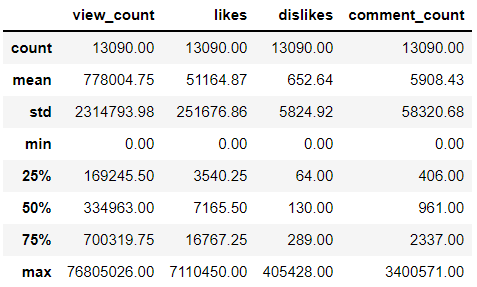 view_count likes dislikes comment_count
count 13090.00 13090.00 13090.00 13090.00
mean 778004.75 51164.87 652.64 5908.43
std 2314793.98 251676.86 5824.92 58320.68
min 0.00 0.00 0.00 0.00
25% 169245.50 3540.25 64.00 406.00
50% 334963.00 7165.50 130.00 961.00
75% 700319.75 16767.25 289.00 2337.00
max 76805026.00 7110450.00 405428.00 3400571.00